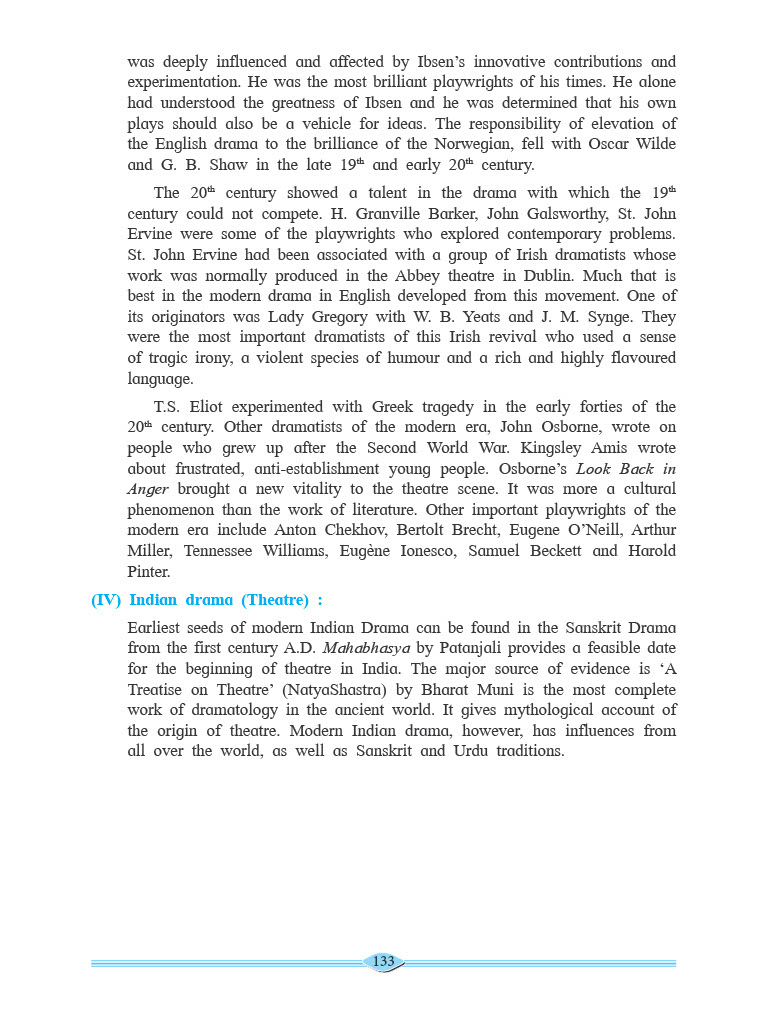 was deeply influenced and affected by Ibsen’s innovative contributions and
experimentation. He was the most brilliant playwrights of his times. He alone
had understood the greatness of Ibsen and he was determined that his own
plays should also be a vehicle for ideas. The responsibility of elevation of
the English drama to the brilliance of the Norwegian, fell with Oscar Wilde
and G. B. Shaw in the late 19th and early 20th century.
The 20th century showed a talent in the drama with which the 19th
century could not compete. H. Granville Barker, John Galsworthy, St. John
Ervine were some of the playwrights who explored contemporary problems.
St. John Ervine had been associated with a group of Irish dramatists whose
work was normally produced in the Abbey theatre in Dublin. Much that is
best in the modern drama in English developed from this movement. One of
its originators was Lady Gregory with W. B. Yeats and J. M. Synge. They
were the most important dramatists of this Irish revival who used a sense
of tragic irony, a violent species of humour and a rich and highly flavoured
language.
T.S. Eliot experimented with Greek tragedy in the early forties of the
20th century. Other dramatists of the modern era, John Osborne, wrote on
people who grew up after the Second World War. Kingsley Amis wrote
about frustrated, anti-establishment young people. Osborne’s Look Back in
Anger brought a new vitality to the theatre scene. It was more a cultural
phenomenon than the work of literature. Other important playwrights of the
modern era include Anton Chekhov, Bertolt Brecht, Eugene O’Neill, Arthur
Miller, Tennessee Williams, Eugène Ionesco, Samuel Beckett and Harold
Pinter.
(IV) Indian drama (Theatre) :
Earliest seeds of modern Indian Drama can be found in the Sanskrit Drama
from the first century A.D. Mahabhasya by Patanjali provides a feasible date
for the beginning of theatre in India. The major source of evidence is ‘A
Treatise on Theatre’ (NatyaShastra) by Bharat Muni is the most complete
work of dramatology in the ancient world. It gives mythological account of
the origin of theatre. Modern Indian drama, however, has influences from
all over the world, as well as Sanskrit and Urdu traditions.
133